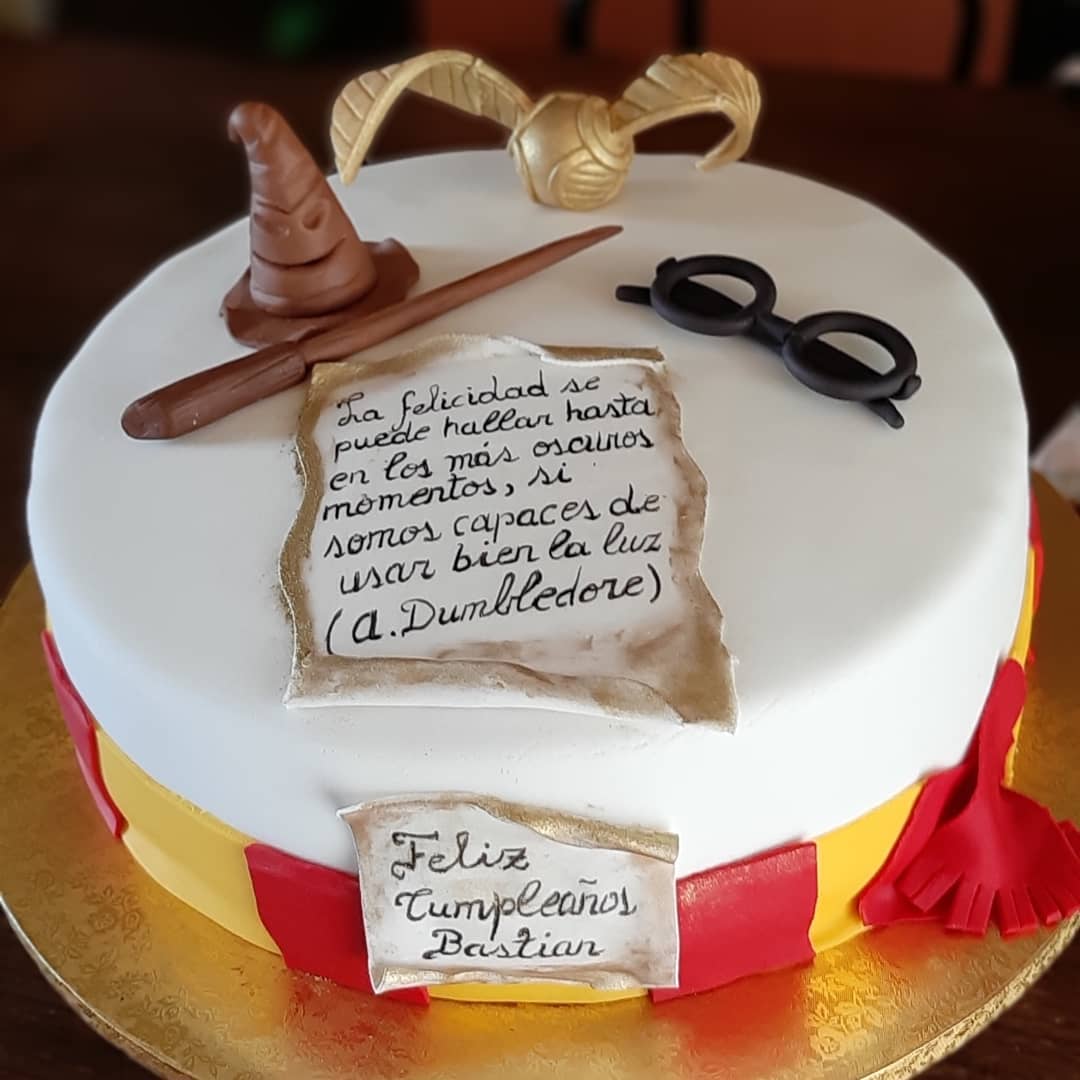 La felicidad se
puede hallar hasta
en los más oscuros
momentos, si
somos capaces de
usar bien la luz
(A. Dumbledore)
Feliz
Cumpleaños
Bastian